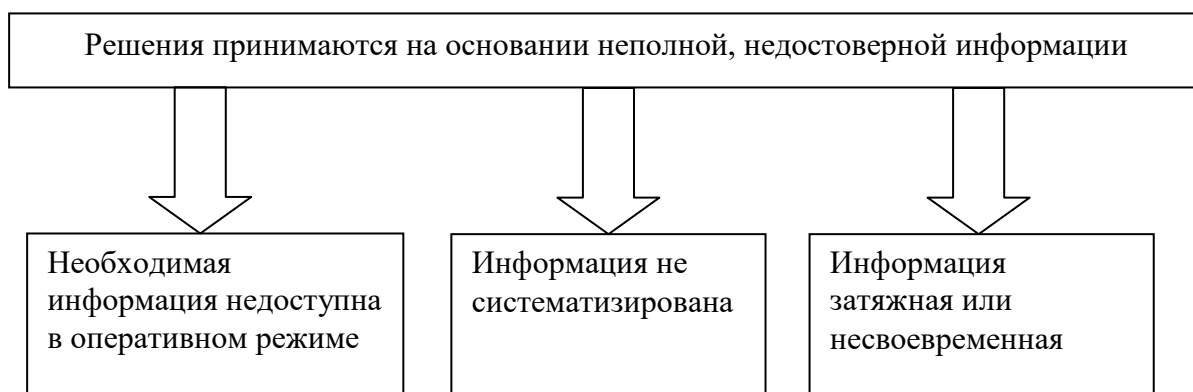 Решения принимаются на основании неполной, недостоверной информации
Необходимая
информация недоступна
в оперативном режиме
Информация не
систематизирована
Информация
затяжная или
несвоевременная